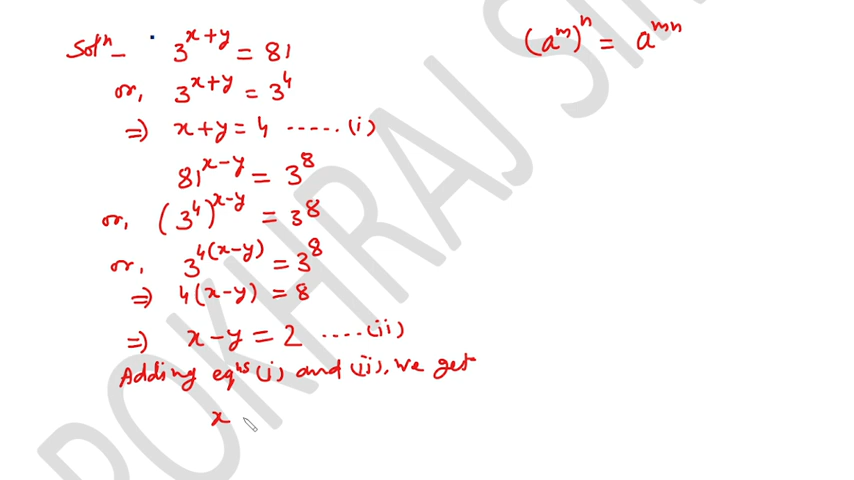 Solⁿ– 3^{x+y} = 81
or, 3^{x+y} = 3^4
⇒) x+y = 4 ......(i)
81^{x-y} = 3^8
or, (3^4)^{x-y} = 3^8
or, 3^{4(x-y)} = 3^8
⇒) 4(x-y) = 8
⇒) x-y = 2 ....(ii)
Adding eqⁿˢ (i) and (ii), we get
x
(a^m)^n = a^{mn}
POKHRAJ SIN